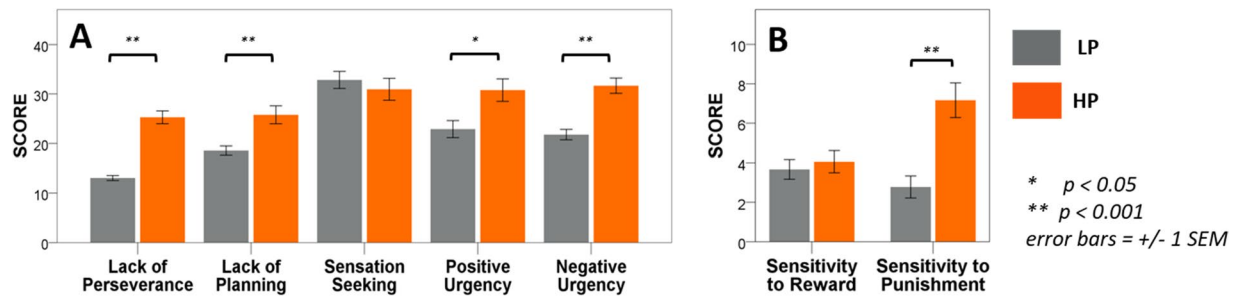 A
SCORE
40
30
20
10
0
**
**
*
**
Lack of
Perseverance
Lack of
Planning
Sensation
Seeking
Positive
Urgency
Negative
Urgency
B
SCORE
10
8
6
4
2
0
**
Sensitivity
to Reward
Sensitivity to
Punishment
LP
HP
* p < 0.05
** p < 0.001
error bars = +/- 1 SEM